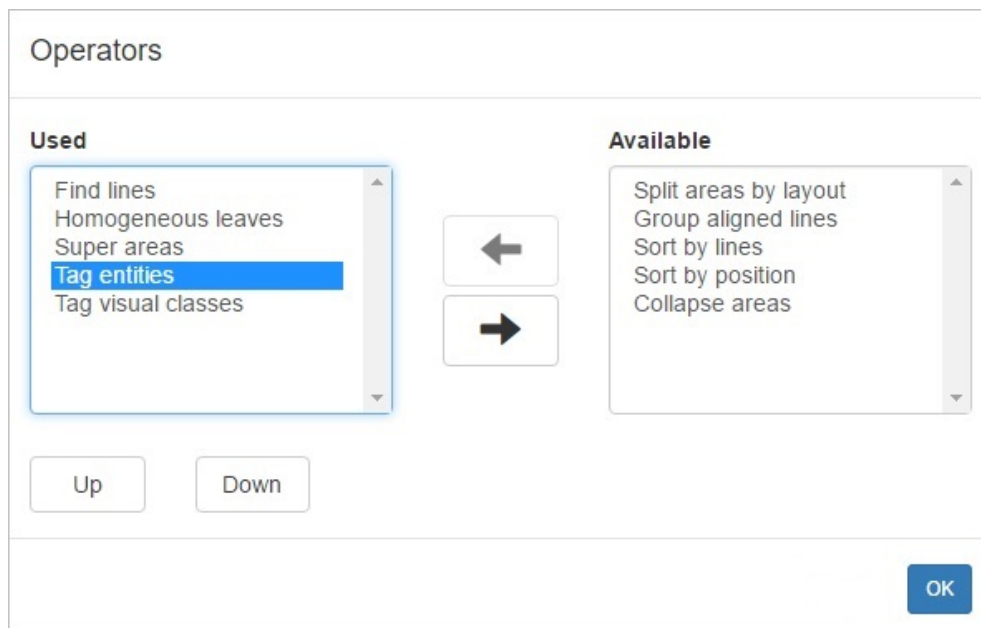 Operators
Used
Find lines
Homogeneous leaves
Super areas
Tag entities
Tag visual classes
Available
Split areas by layout
Group aligned lines
Sort by lines
Sort by position
Collapse areas
Up
Down
OK